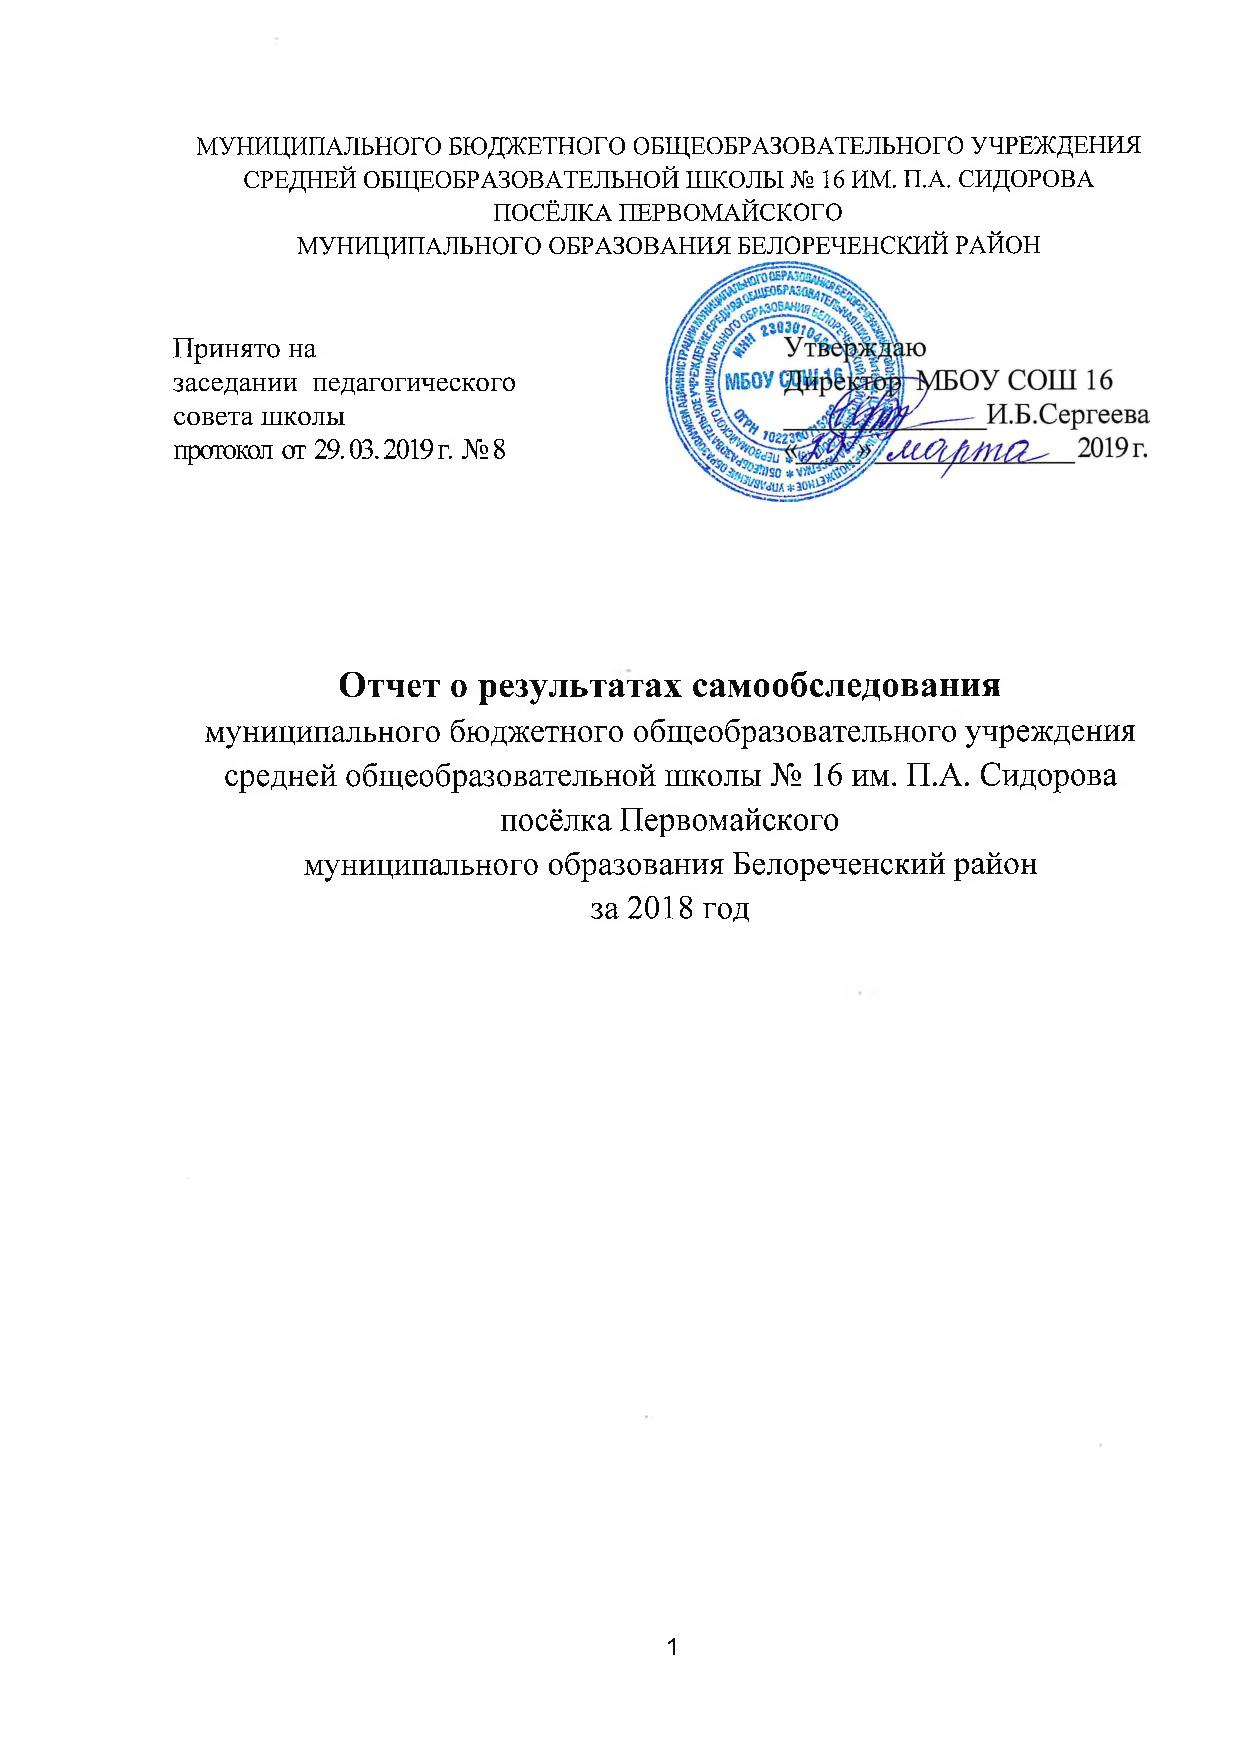 МУНИЦИПАЛЬНОГО БЮДЖЕТНОГО ОБЩЕОБРАЗОВАТЕЛЬНОГО УЧРЕЖДЕНИЯ
СРЕДНЕЙ ОБЩЕОБРАЗОВАТЕЛЬНОЙ ШКОЛЫ № 16 ИМ. П.А. СИДОРОВА
ПОСЁЛКА ПЕРВОМАЙСКОГО
МУНИЦИПАЛЬНОГО ОБРАЗОВАНИЯ БЕЛОРЕЧЕНСКИЙ РАЙОН
Принято на
заседании педагогического
совета школы
протокол от 29. 03. 2019 г. № 8
Утверждаю
Директор МБОУ СОШ 16
И.Б.Сергеева
« » марта 2019 г.
МБОУ СОШ 16
Отчет о результатах самообследования
муниципального бюджетного общеобразовательного учреждения
средней общеобразовательной школы № 16 им. П.А. Сидорова
посёлка Первомайского
муниципального образования Белореченский район
за 2018 год
1